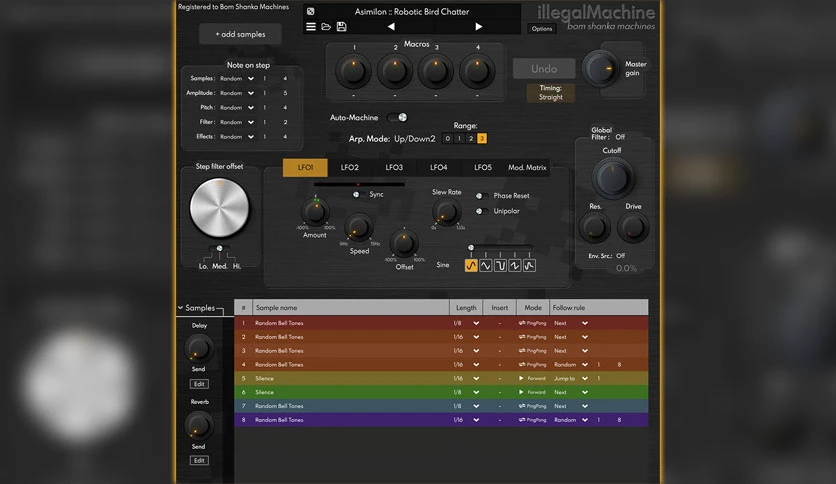 Registered to Bom Shanka Machines
Asimilon :: Robotic Bird Chatter
illegalMachine
bom shanka machines
Options
+ add samples
Macros
1 2 3 4
- - - -
Undo
Master gain
Timing:
Straight
Note on step
Samples: Random 1 4
Amplitude: Random 1 5
Pitch: Random 1 4
Filter: Random 1 2
Effects: Random 1 4
Auto-Machine
Range:
Arp. Mode: Up/Down2 0 1 2 3
Global
Filter: Off
Cutoff
Res. Drive
Env. Src.: Off
0.0%
Step filter offset
Lo. Med. Hi.
LFO1 LFO2 LFO3 LFO4 LFO5 Mod. Matrix
Sync
Slew Rate
Phase Reset
Unipolar
-100% 100%
Amount
0Hz 15Hz
Speed
-100% 100%
Offset
0s
Sine
Samples
Delay
Send
Edit
Reverb
Send
Edit
# Sample name Length Insert Mode Follow rule
1 Random Bell Tones 1/8 - PingPong Next
2 Random Bell Tones 1/16 - PingPong Next
3 Random Bell Tones 1/16 - PingPong Next
4 Random Bell Tones 1/16 - PingPong Random 1 8
5 Silence 1/16 - Forward Jump to 1
6 Silence 1/8 - Forward Next
7 Random Bell Tones 1/8 - PingPong Next
8 Random Bell Tones 1/16 - PingPong Random 1 8